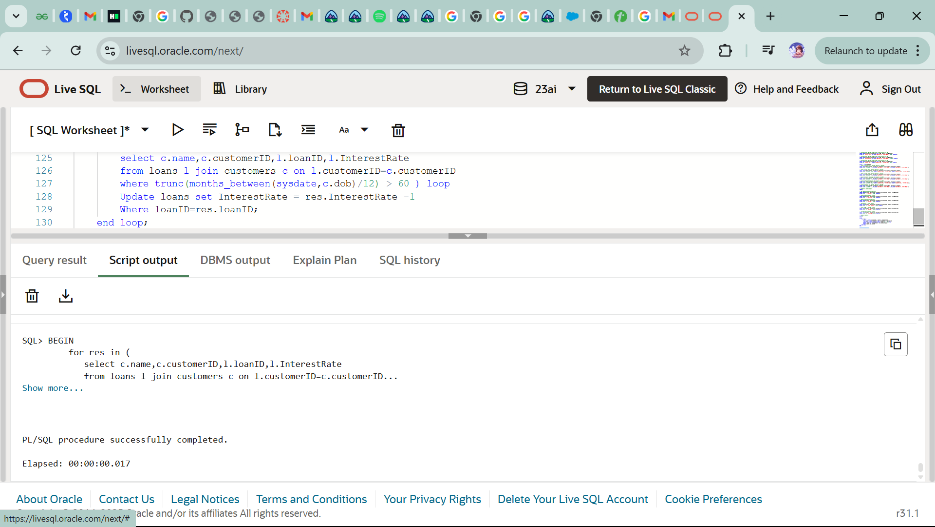 livesql.oracle.com/next/
Relaunch to update
Live SQL
Worksheet
Library
23ai
Return to Live SQL Classic
Help and Feedback
Sign Out
[ SQL Worksheet ]*
Aa
125 select c.name,c.customerID,l.loanID,l.InterestRate
126 from loans l join customers c on l.customerID=c.customerID
127 where trunc(months_between(sysdate,c.dob)/12) > 60 ) loop
128 Update loans set InterestRate = res.InterestRate -1
129 Where loanID=res.loanID;
130 end loop;
Query result
Script output
DBMS output
Explain Plan
SQL history
SQL> BEGIN
for res in (
select c.name,c.customerID,l.loanID,l.InterestRate
from loans l join customers c on l.customerID=c.customerID...
Show more...
PL/SQL procedure successfully completed.
Elapsed: 00:00:00.017
About Oracle
Contact Us
Legal Notices
Terms and Conditions
Your Privacy Rights
Delete Your Live SQL Account
Cookie Preferences
https://livesql.oracle.com/next/#
acle and/or its affiliates All rights reserved.
r31.1